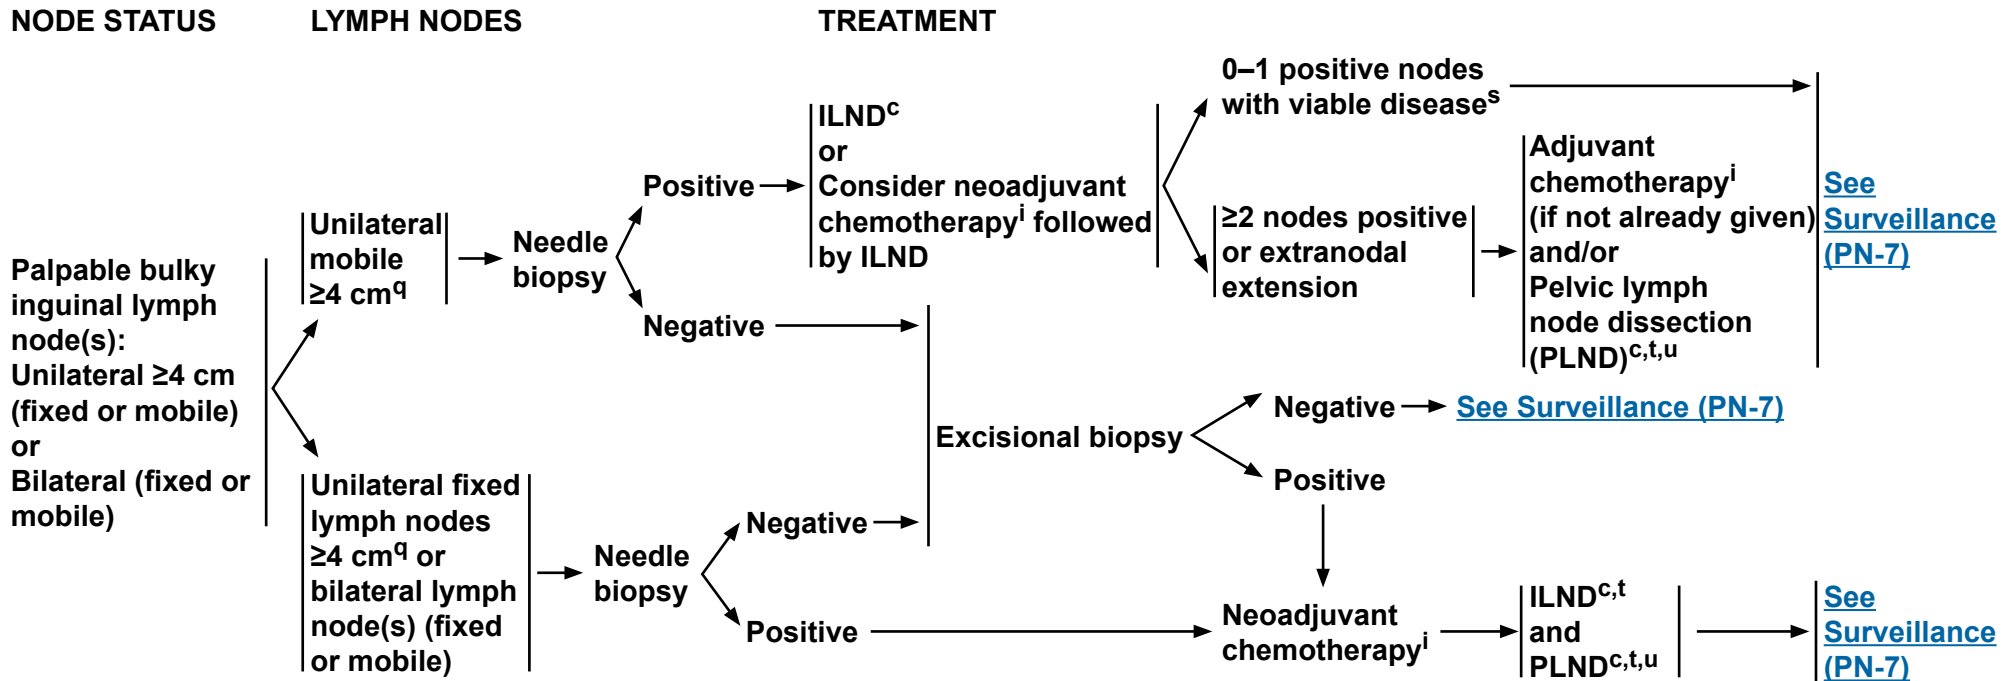 NODE STATUS
LYMPH NODES
TREATMENT
Palpable bulky
inguinal lymph
node(s):
Unilateral ≥4 cm
(fixed or mobile)
or
Bilateral (fixed or
mobile)
Unilateral
mobile
≥4 cmq
Needle
biopsy
Positive
Negative
ILNDc
or
Consider neoadjuvant
chemotherapyi followed
by ILND
0–1 positive nodes
with viable diseases
≥2 nodes positive
or extranodal
extension
Adjuvant
chemotherapyi
(if not already given)
and/or
Pelvic lymph
node dissection
(PLND)c,t,u
See
Surveillance
(PN-7)
Unilateral fixed
lymph nodes
≥4 cmq or
bilateral lymph
node(s) (fixed
or mobile)
Needle
biopsy
Negative
Positive
Excisional biopsy
Negative
See Surveillance (PN-7)
Positive
Neoadjuvant
chemotherapyi
ILNDc,t
and
PLNDc,t,u
See
Surveillance
(PN-7)